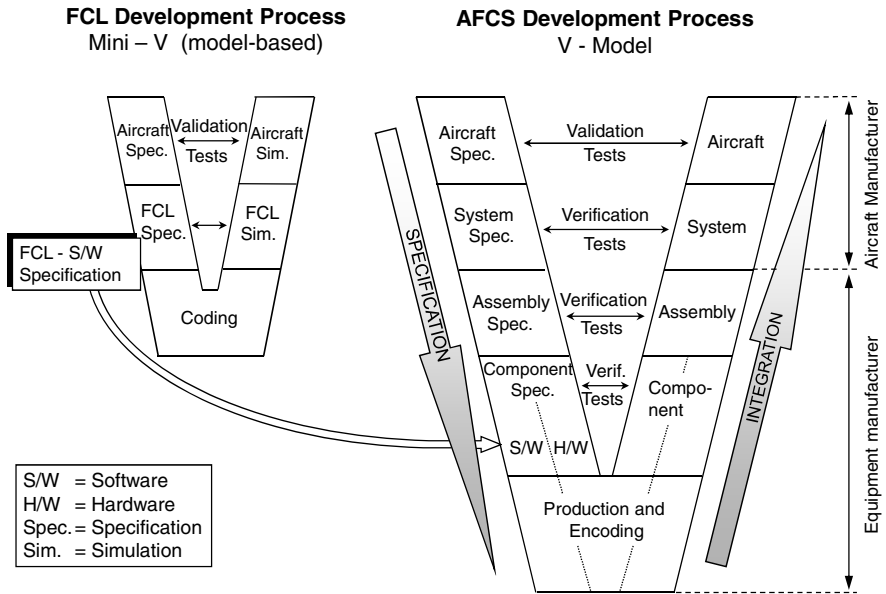 FCL Development Process
Mini – V (model-based)
AFCS Development Process
V - Model
Aircraft
Spec.
Validation
Tests
Aircraft
Sim.
FCL
Spec.
FCL
Sim.
FCL - S/W
Specification
Coding
S/W = Software
H/W = Hardware
Spec. = Specification
Sim. = Simulation
SPECIFICATION
Aircraft
Spec.
Validation
Tests
Aircraft
System
Spec.
Verification
Tests
System
Assembly
Spec.
Verification
Tests
Assembly
Component
Spec.
Verif.
Tests
Compo-
nent
S/W H/W
Production and
Encoding
INTEGRATION
Aircraft Manufacturer
Equipment manufacturer